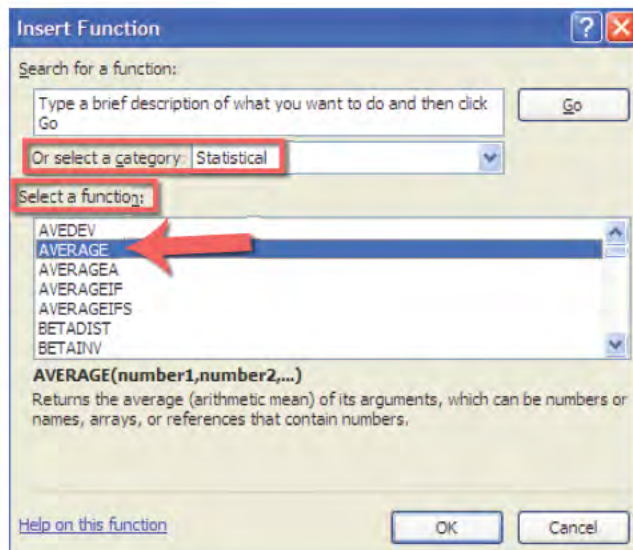 Insert Function
Search for a function:
Type a brief description of what you want to do and then click
Go
Go
Or select a category: Statistical
Select a function:
AVEDEV
AVERAGE
AVERAGEA
AVERAGEIF
AVERAGEIFS
BETADIST
BETAINV
AVERAGE(number1,number2,...)
Returns the average (arithmetic mean) of its arguments, which can be numbers or
names, arrays, or references that contain numbers.
Help on this function
OK
Cancel